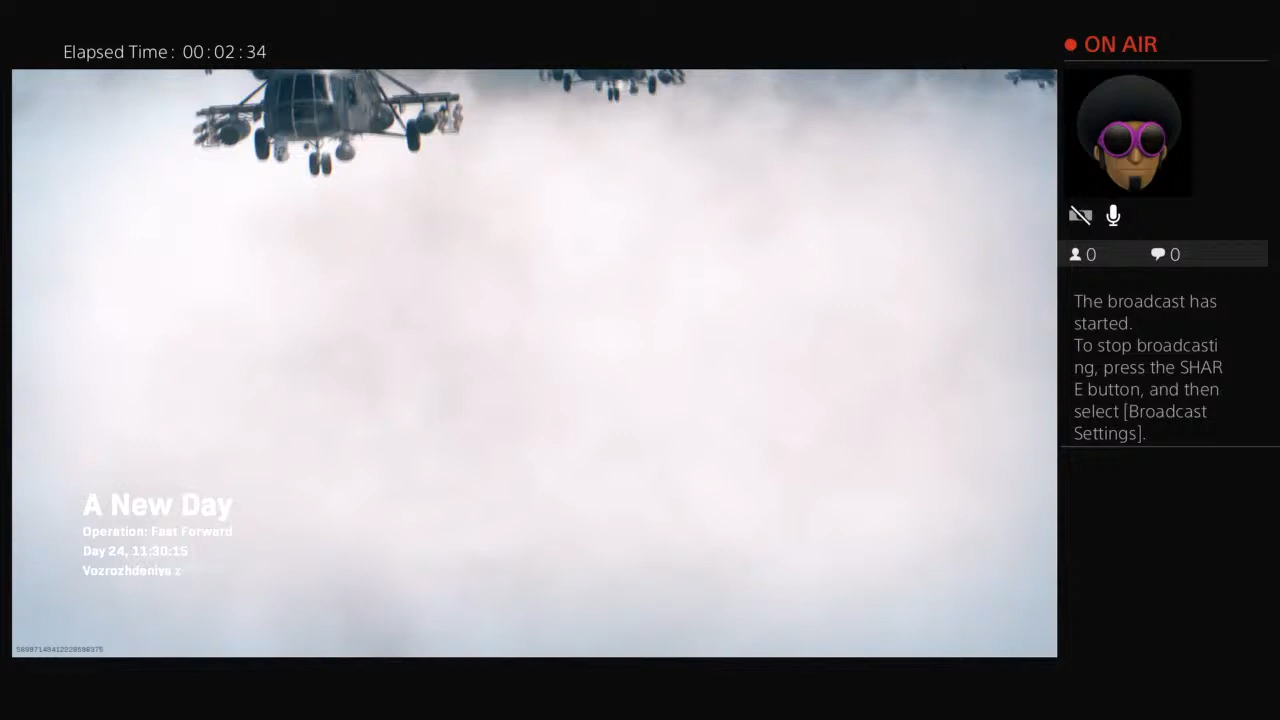 Elapsed Time: 00:02:34
ON AIR
0
0
The broadcast has
started.
To stop broadcasti
ng, press the SHAR
E button, and then
select [Broadcast
Settings].
A New Day
Operation: Fast Forward
Day 24, 11:30:15
Vozrozhdeniya z